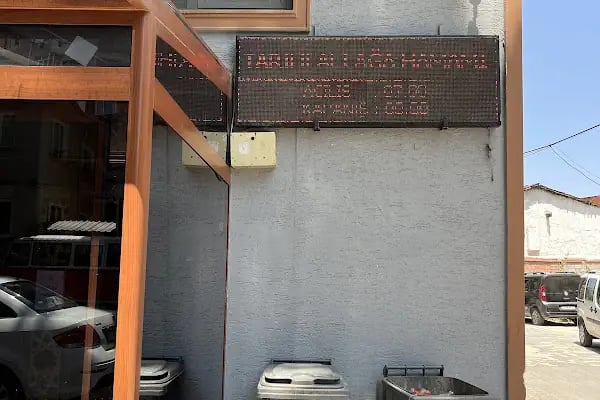 TARİHİ ALİAĞA HAMAMI
AÇILIŞ : 07.00
KAPANIŞ : 00.00